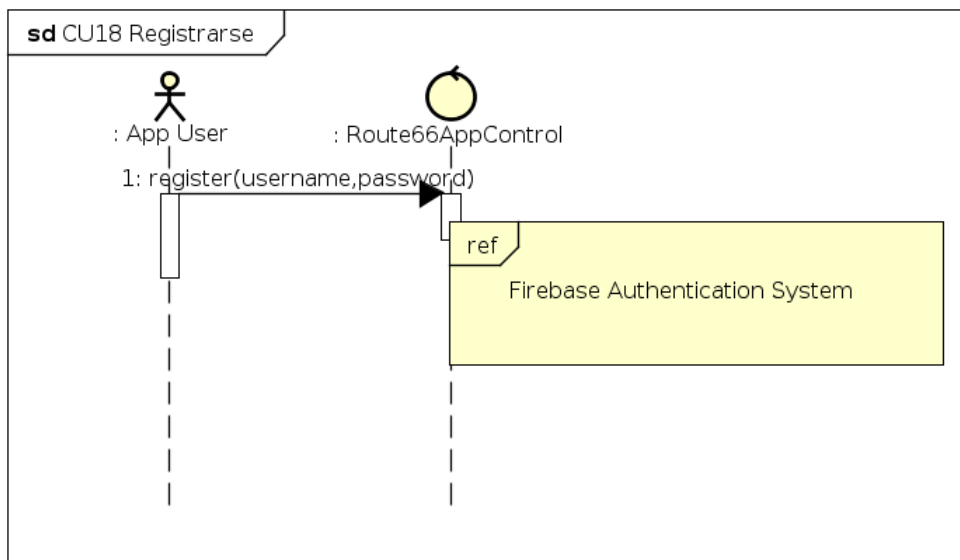 sd CU18 Registrarse
: App User
: Route66AppControl
1: register(username,password)
ref
Firebase Authentication System